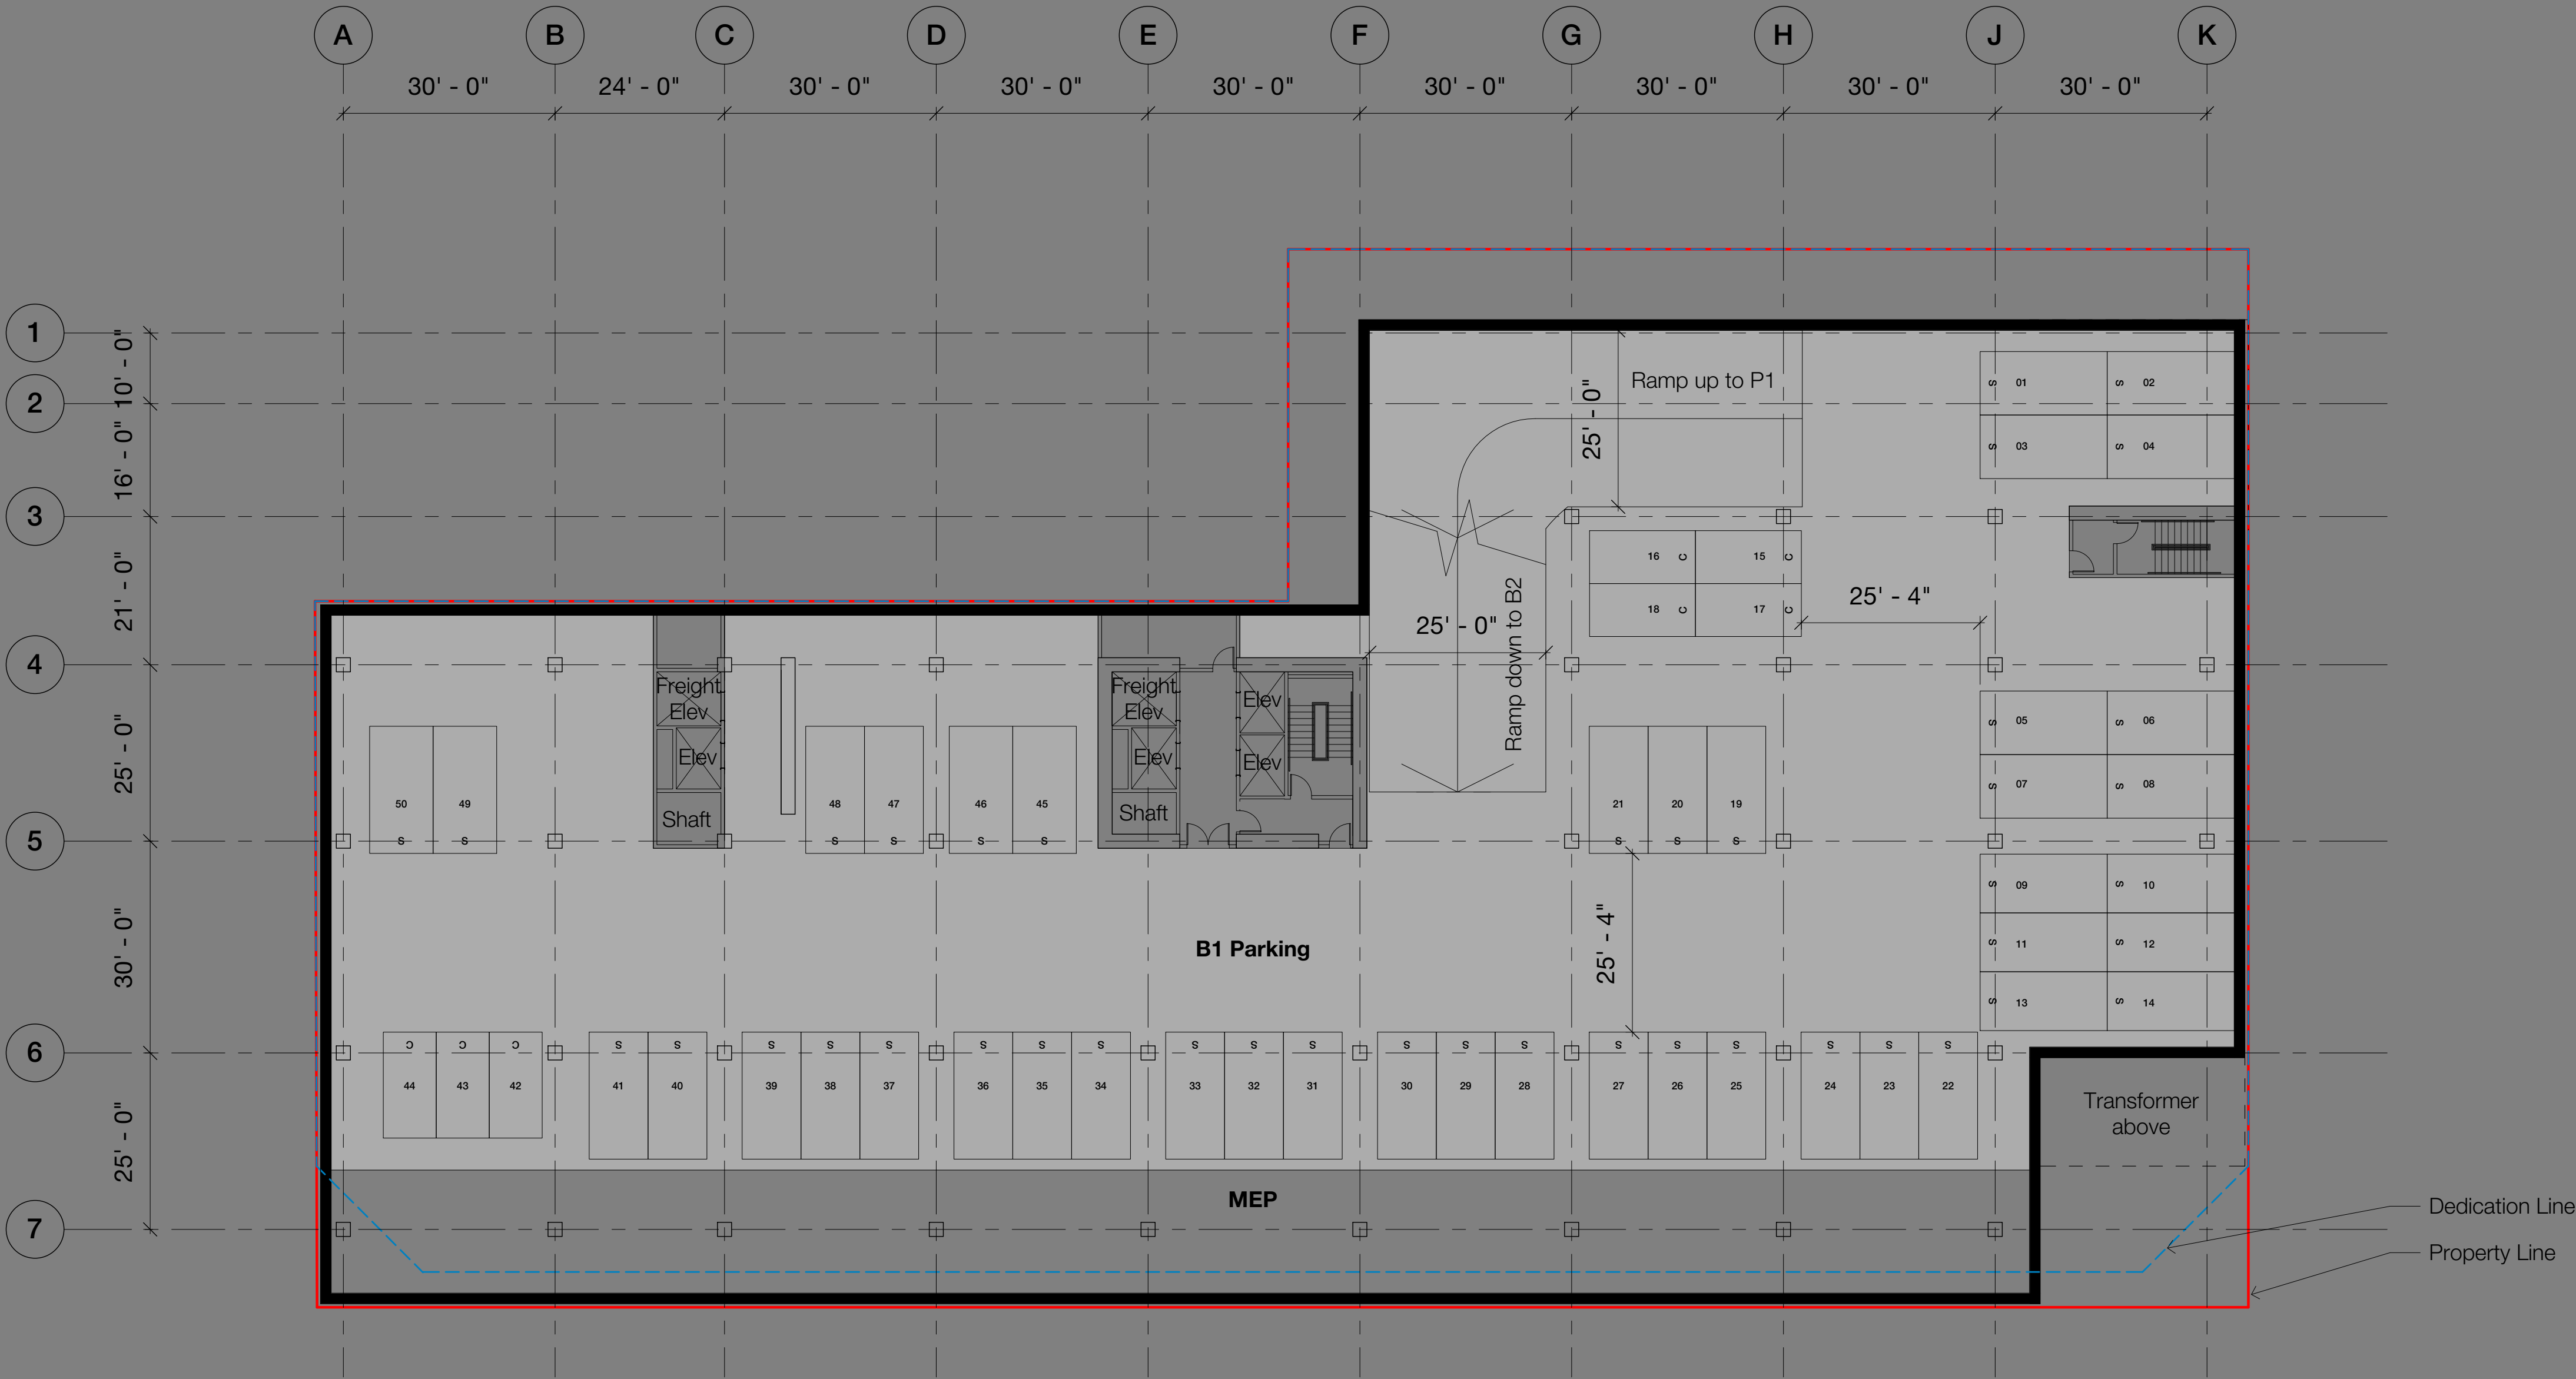 A B C D E F G H J K
30' - 0" 24' - 0" 30' - 0" 30' - 0" 30' - 0" 30' - 0" 30' - 0" 30' - 0" 30' - 0"
1
10' - 0"
2
16' - 0"
3
21' - 0"
4
25' - 0"
5
30' - 0"
6
25' - 0"
7
Ramp up to P1
25' - 0"
S 01 S 02
S 03 S 04
16 C 15 C
18 C 17 C
25' - 4"
25' - 0"
Ramp down to B2
Freight
Elev
Elev
Shaft
Freight
Elev
Elev
Shaft
Elev
Elev
S 05 S 06
S 07 S 08
50 49 48 47 46 45 21 20 19
S S S S S S S S S
S 09 S 10
S 11 S 12
S 13 S 14
25' - 4"
B1 Parking
C C C S S S S S S S S S S S S S S S S S S S S
44 43 42 41 40 39 38 37 36 35 34 33 32 31 30 29 28 27 26 25 24 23 22
Transformer
above
MEP
Dedication Line
Property Line